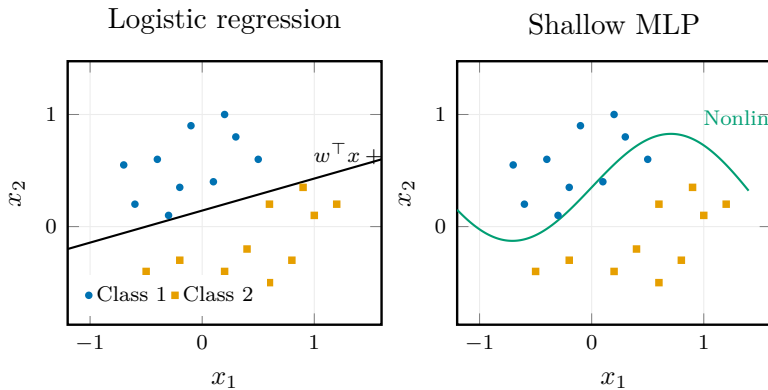 Logistic regression
Shallow MLP
1
0
x₂
w⊤x +
Class 1
Class 2
−1
0
1
x₁
1
0
x₂
Nonlin
−1
0
1
x₁